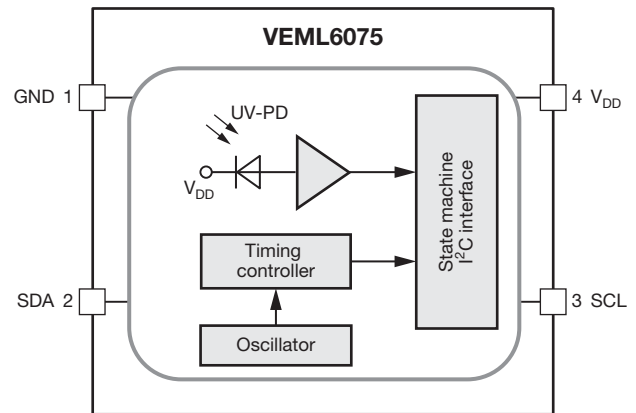 VEML6075
GND 1
4 VDD
UV-PD
VDD
State machine
I²C interface
Timing
controller
SDA 2
3 SCL
Oscillator